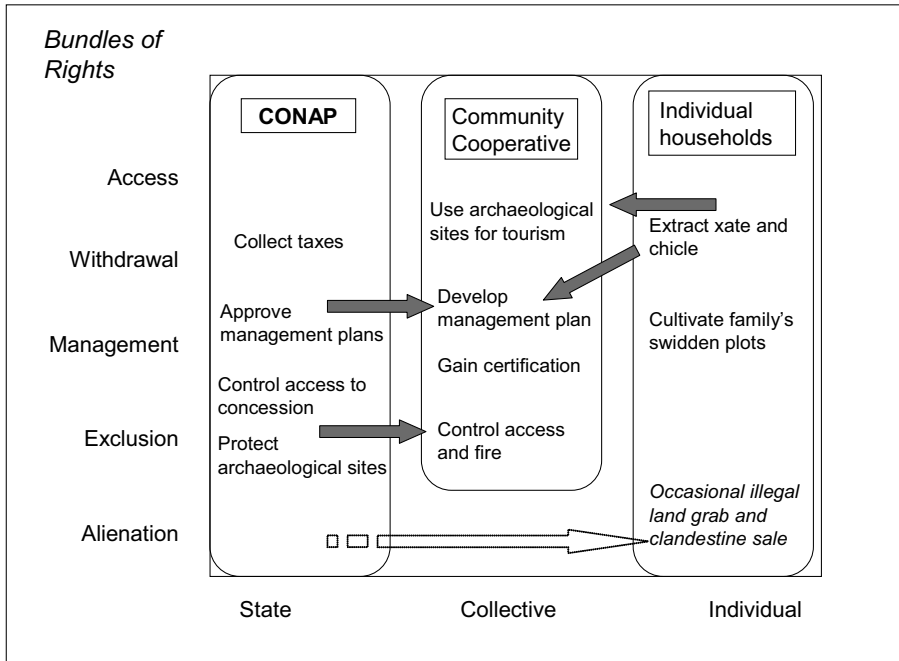 Bundles of
Rights
CONAP
Community
Cooperative
Individual
households
Access
Withdrawal
Management
Exclusion
Alienation
Collect taxes
Approve
management plans
Control access to
concession
Protect
archaeological sites
Use archaeological
sites for tourism
Develop
management plan
Gain certification
Control access
and fire
Extract xate and
chicle
Cultivate family's
swidden plots
Occasional illegal
land grab and
clandestine sale
State
Collective
Individual